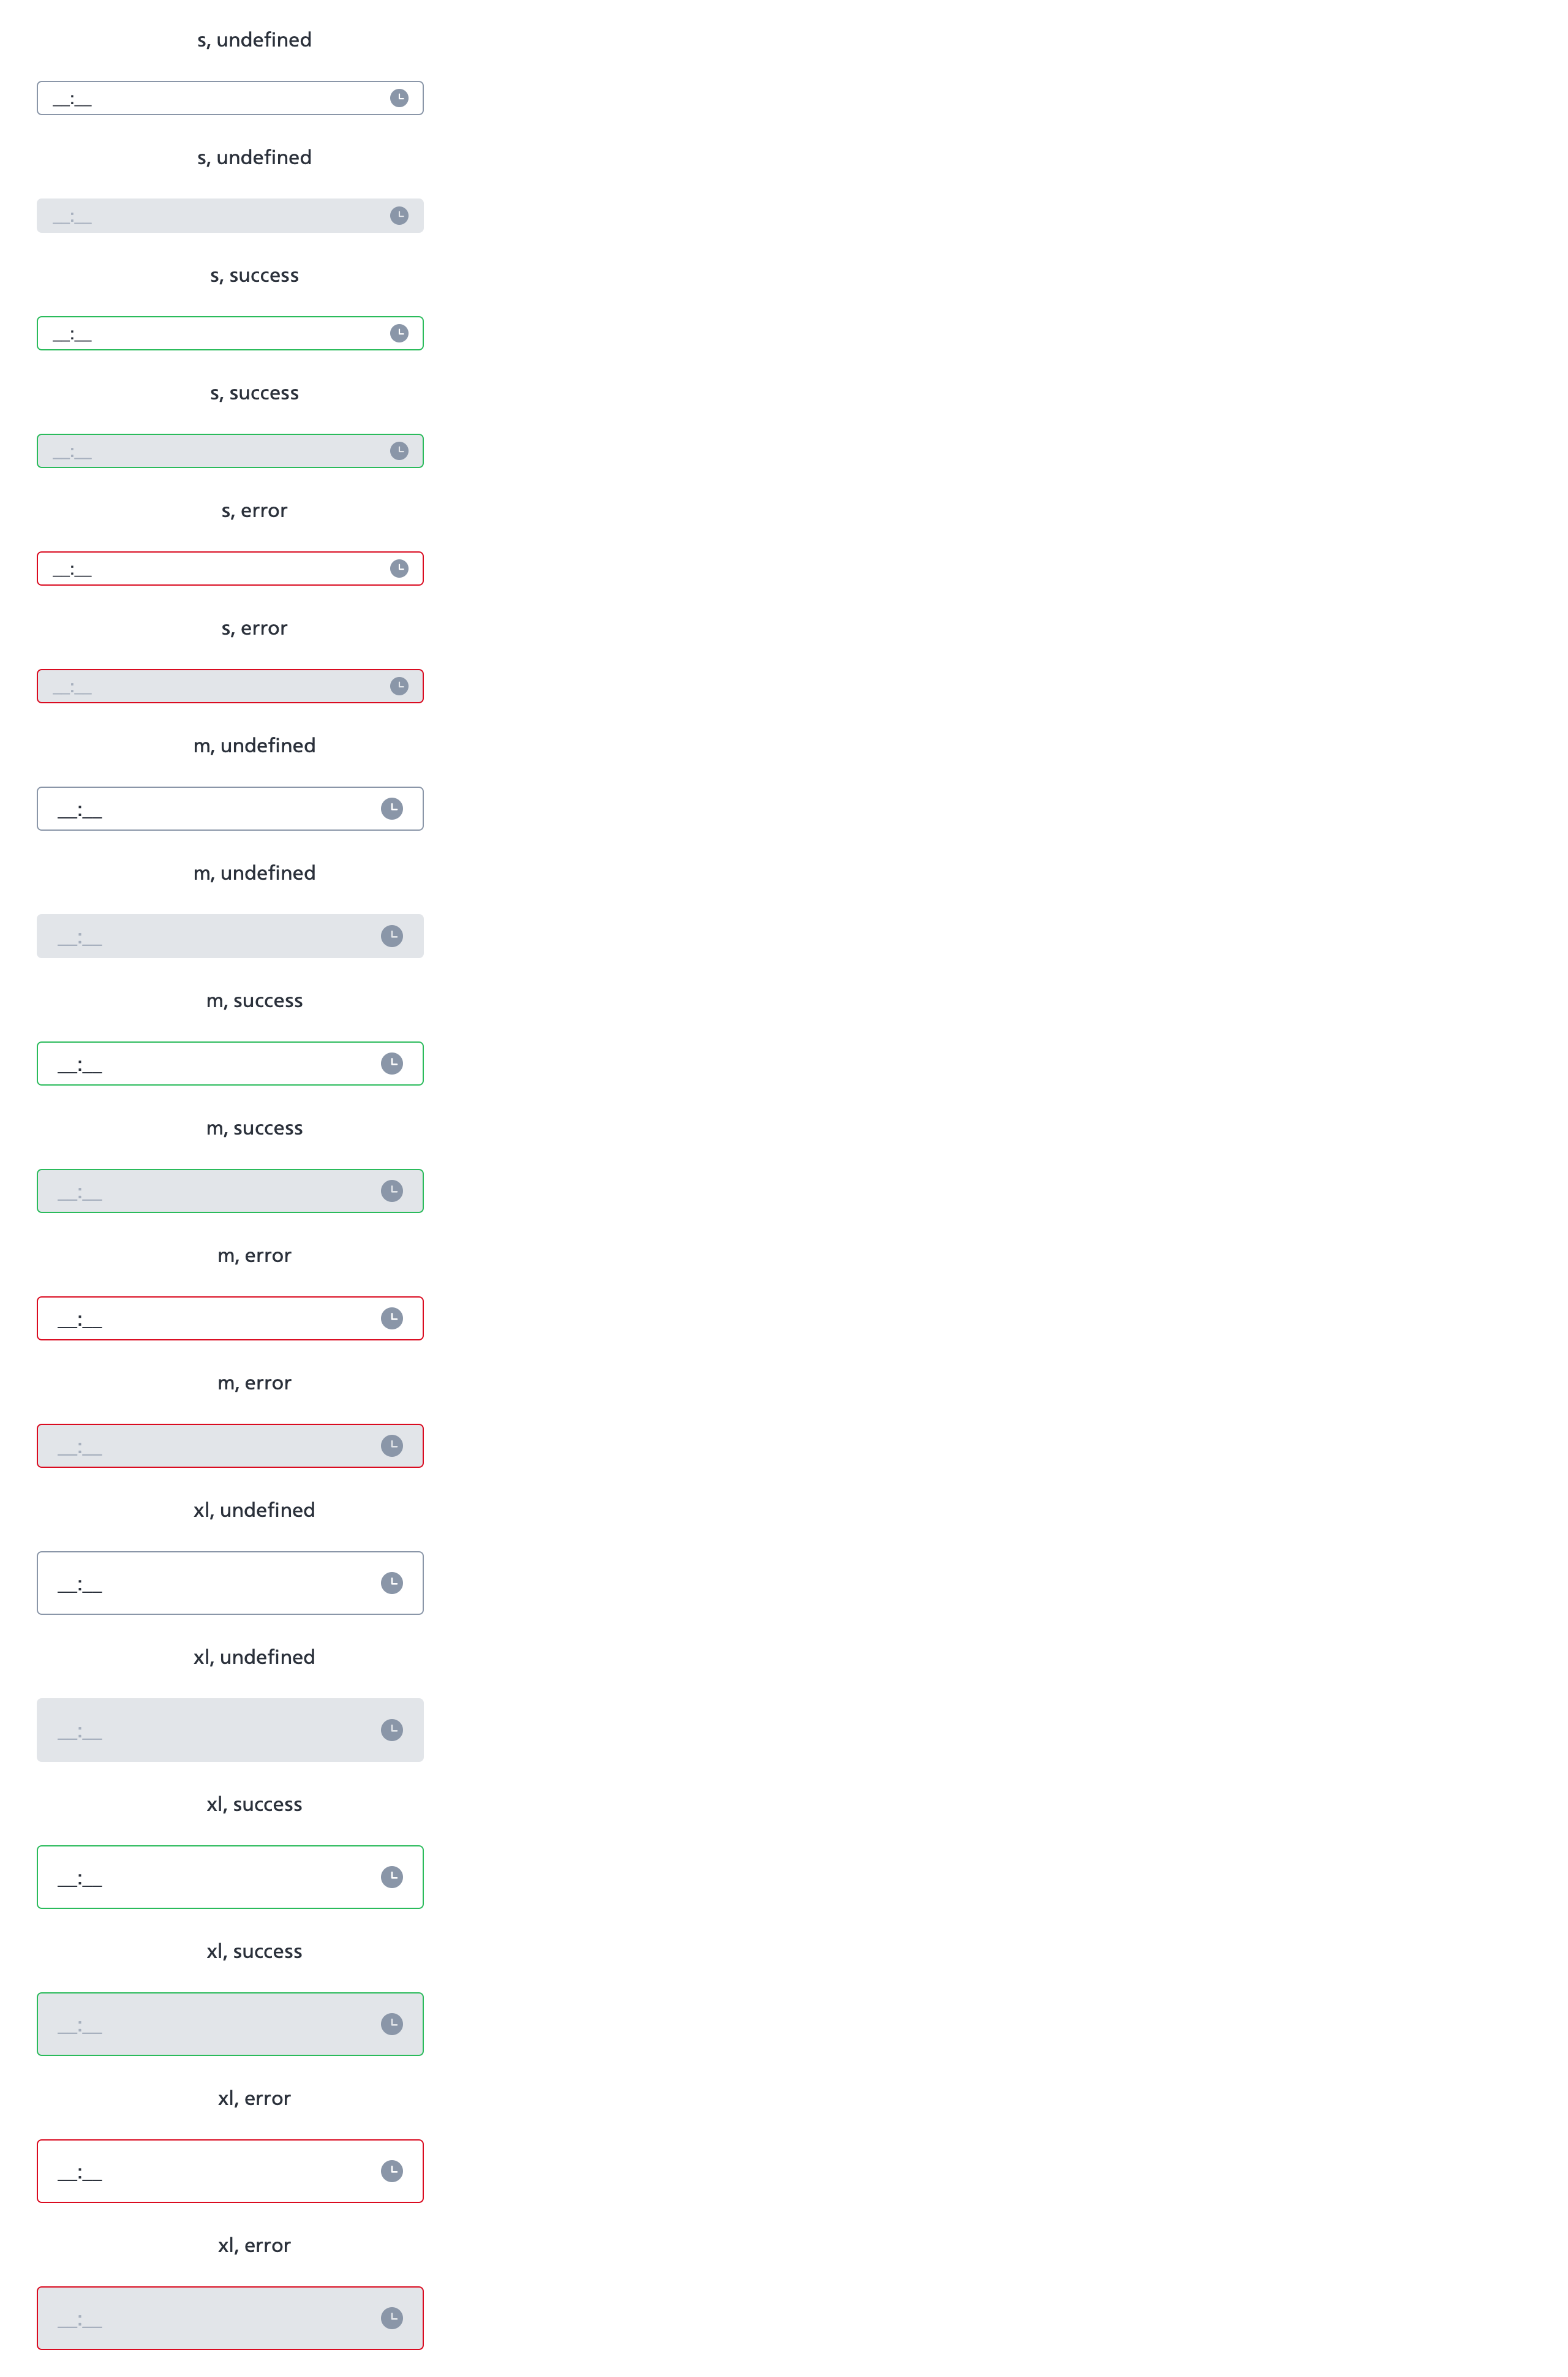 s, undefined
__:__
s, undefined
__:__
s, success
__:__
s, success
__:__
s, error
__:__
s, error
__:__
m, undefined
__:__
m, undefined
__:__
m, success
__:__
m, success
__:__
m, error
__:__
m, error
__:__
xl, undefined
__:__
xl, undefined
__:__
xl, success
__:__
xl, success
__:__
xl, error
__:__
xl, error
__:__